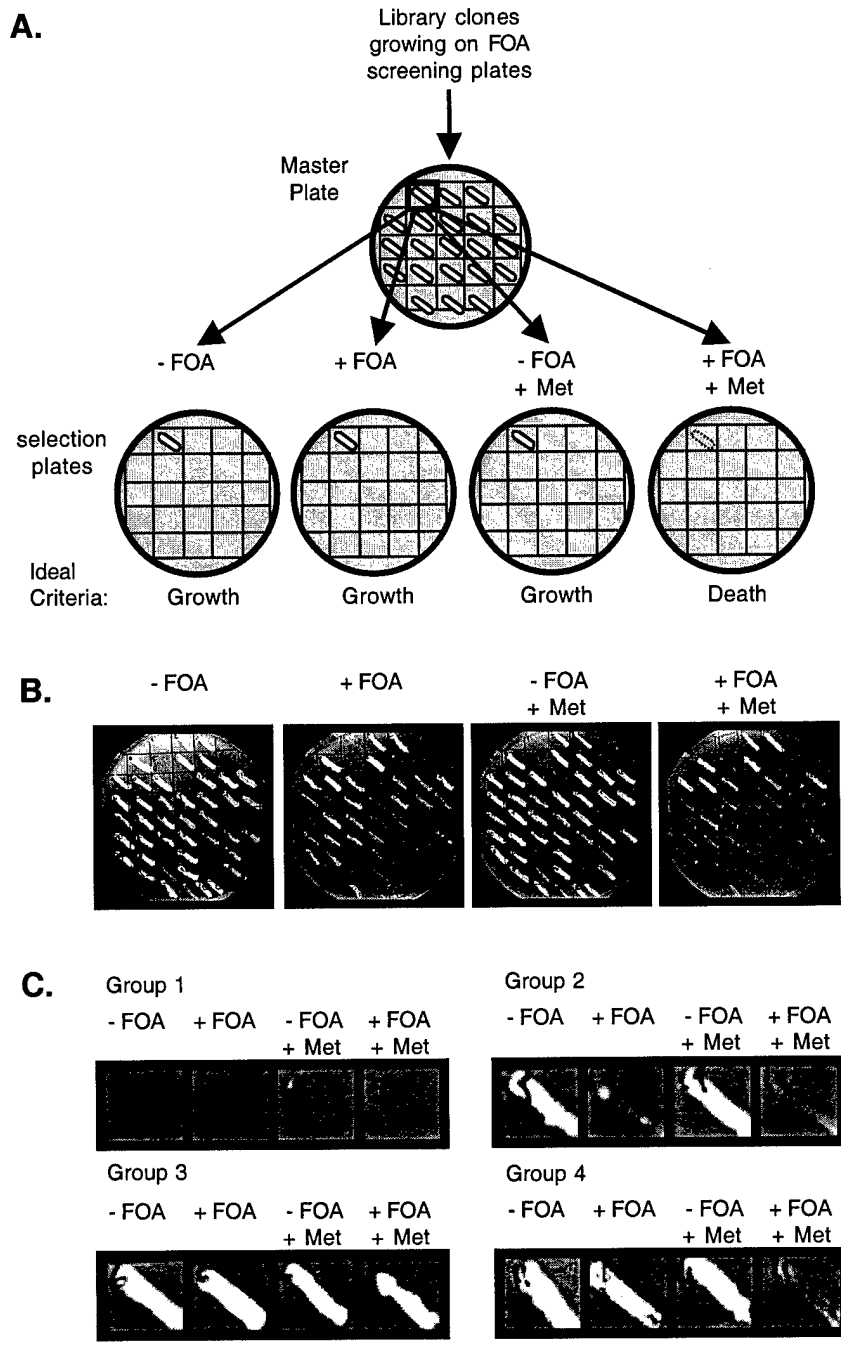 A.
Library clones
growing on FOA
screening plates
Master
Plate
- FOA
+ FOA
- FOA
+ Met
+ FOA
+ Met
selection
plates
Ideal
Criteria:
Growth
Growth
Growth
Death
B.
- FOA
+ FOA
- FOA
+ Met
+ FOA
+ Met
C.
Group 1
- FOA
+ FOA
- FOA
+ Met
+ FOA
+ Met
Group 2
- FOA
+ FOA
- FOA
+ Met
+ FOA
+ Met
Group 3
- FOA
+ FOA
- FOA
+ Met
+ FOA
+ Met
Group 4
- FOA
+ FOA
- FOA
+ Met
+ FOA
+ Met